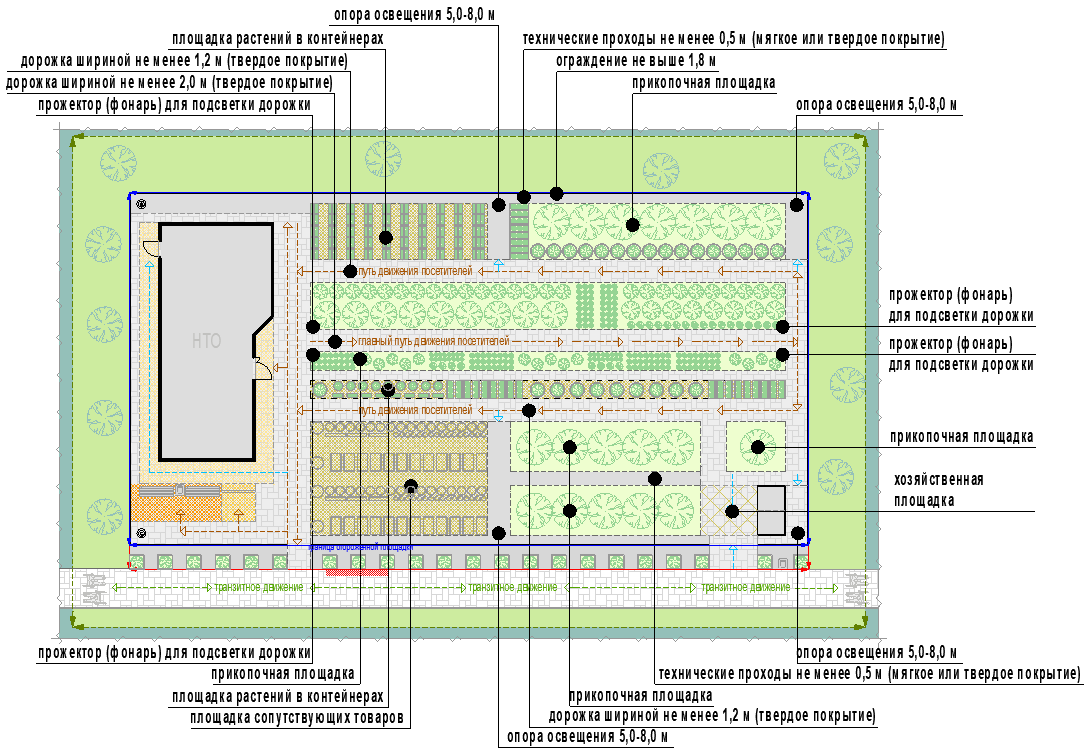 опора освещения 5,0-8,0 м
площадка растений в контейнерах
технические проходы не менее 0,5 м (мягкое или твердое покрытие)
дорожка шириной не менее 1,2 м (твердое покрытие)
ограждение не выше 1,8 м
дорожка шириной не менее 2,0 м (твердое покрытие)
прикопочная площадка
прожектор (фонарь) для подсветки дорожки
опора освещения 5,0-8,0 м
путь движения посетителей
прожектор (фонарь)
для подсветки дорожки
НТО
главный путь движения посетителей
прожектор (фонарь)
для подсветки дорожки
путь движения посетителей
прикопочная площадка
хозяйственная
площадка
граница огороженной площадки
транзитное движение
транзитное движение
транзитное движение
прожектор (фонарь) для подсветки дорожки
опора освещения 5,0-8,0 м
прикопочная площадка
технические проходы не менее 0,5 м (мягкое или твердое покрытие)
площадка растений в контейнерах
прикопочная площадка
площадка сопутствующих товаров
дорожка шириной не менее 1,2 м (твердое покрытие)
опора освещения 5,0-8,0 м